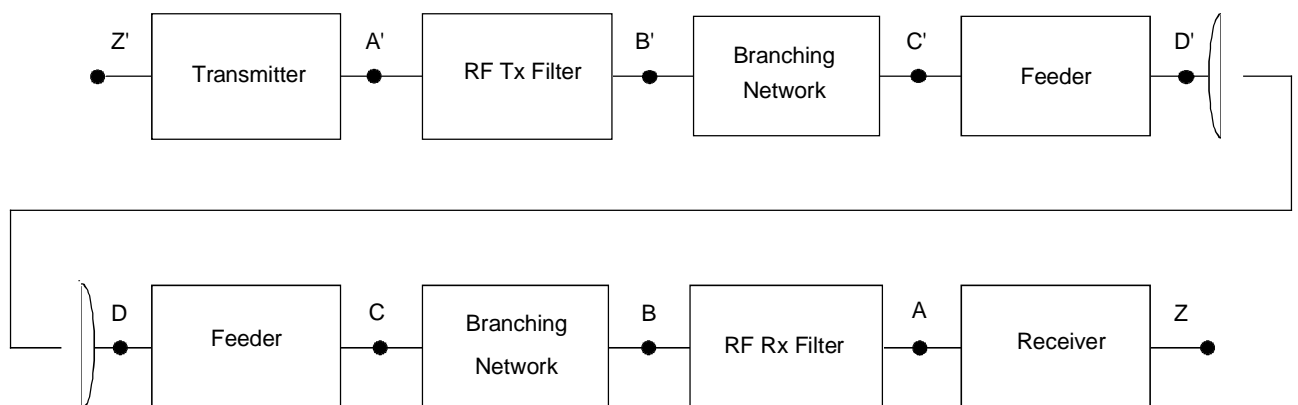 Z' A' B' C' D'
Transmitter RF Tx Filter Branching Network Feeder
D C B A Z
Feeder Branching Network RF Rx Filter Receiver